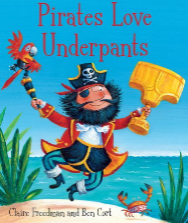 Pirates Love
Underpants
Claire Freedman and Ben Cort